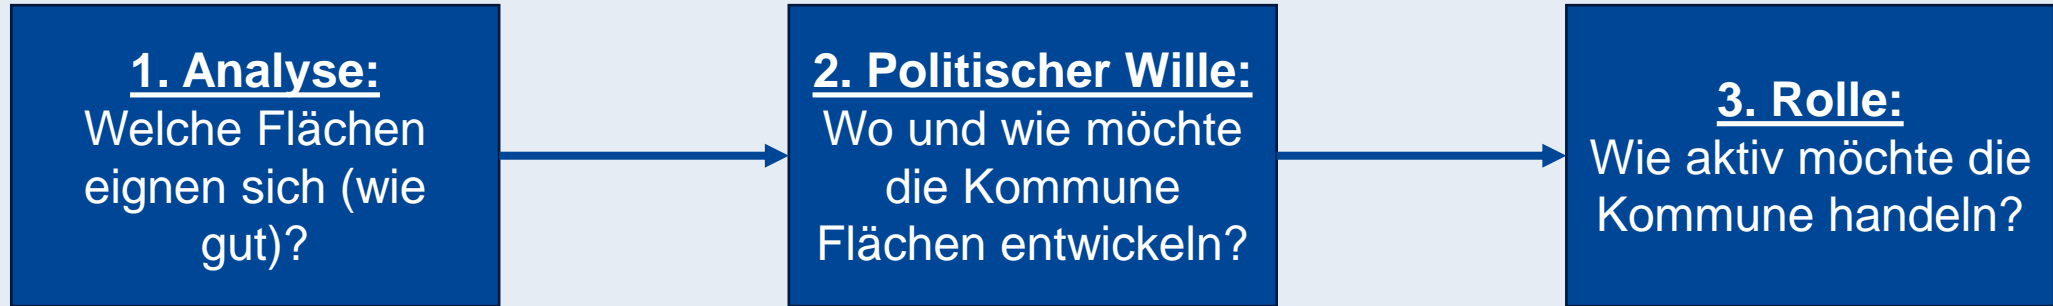 1. Analyse:
Welche Flächen
eignen sich (wie
gut)?
2. Politischer Wille:
Wo und wie möchte
die Kommune
Flächen entwickeln?
3. Rolle:
Wie aktiv möchte die
Kommune handeln?